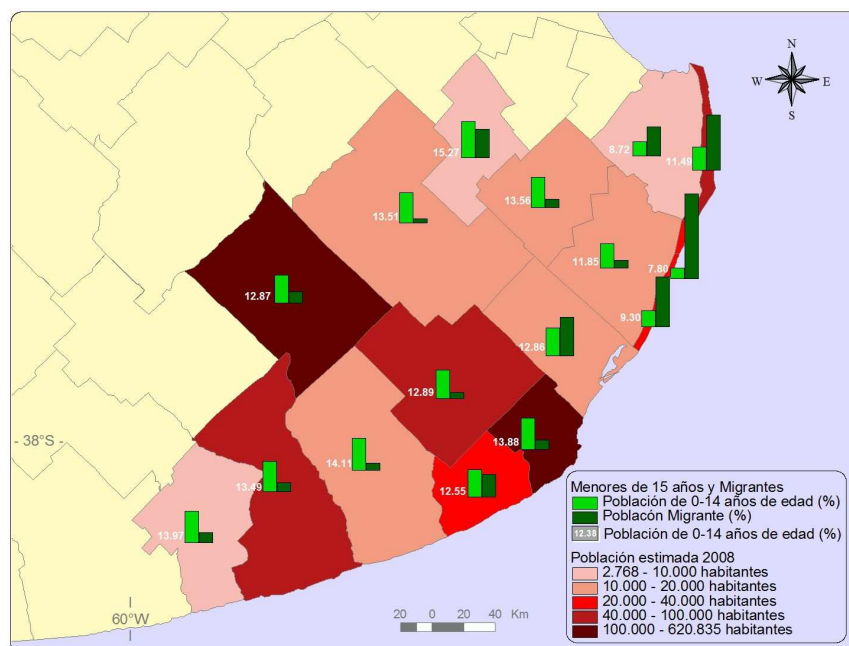 N
W E
S
15.27
8.72
11.49
13.51
13.56
11.85
7.80
12.87
9.30
12.86
12.89
- 38°S -
13.88
14.11
13.49
12.55
13.97
60°W
20 0 20 40 Km
Menores de 15 años y Migrantes
Población de 0-14 años de edad (%)
Poblacón Migrante (%)
12.38 Población de 0-14 años de edad (%)
Población estimada 2008
2.768 - 10.000 habitantes
10.000 - 20.000 habitantes
20.000 - 40.000 habitantes
40.000 - 100.000 habitantes
100.000 - 620.835 habitantes